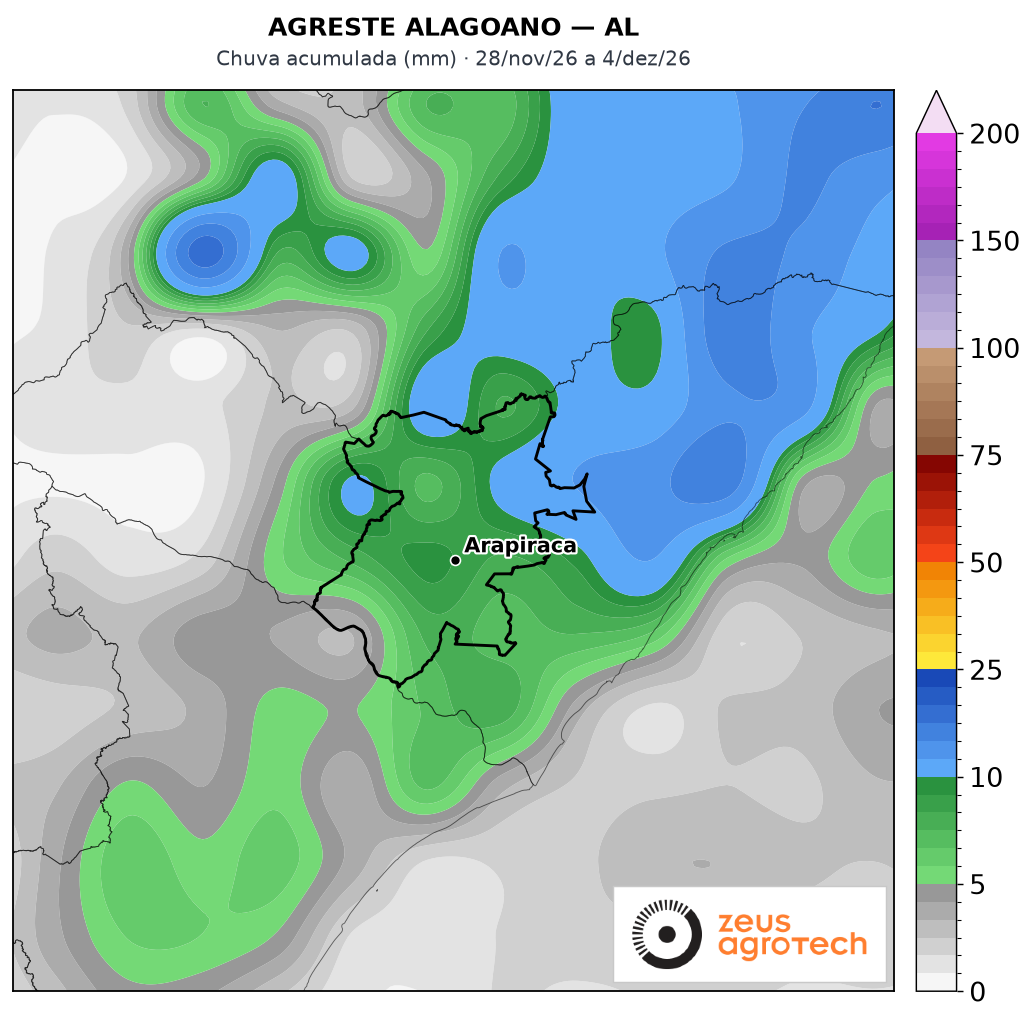 AGRESTE ALAGOANO — AL
Chuva acumulada (mm) · 28/nov/26 a 4/dez/26
200
150
100
75
50
25
10
5
0
Arapiraca
zeus
agrotech